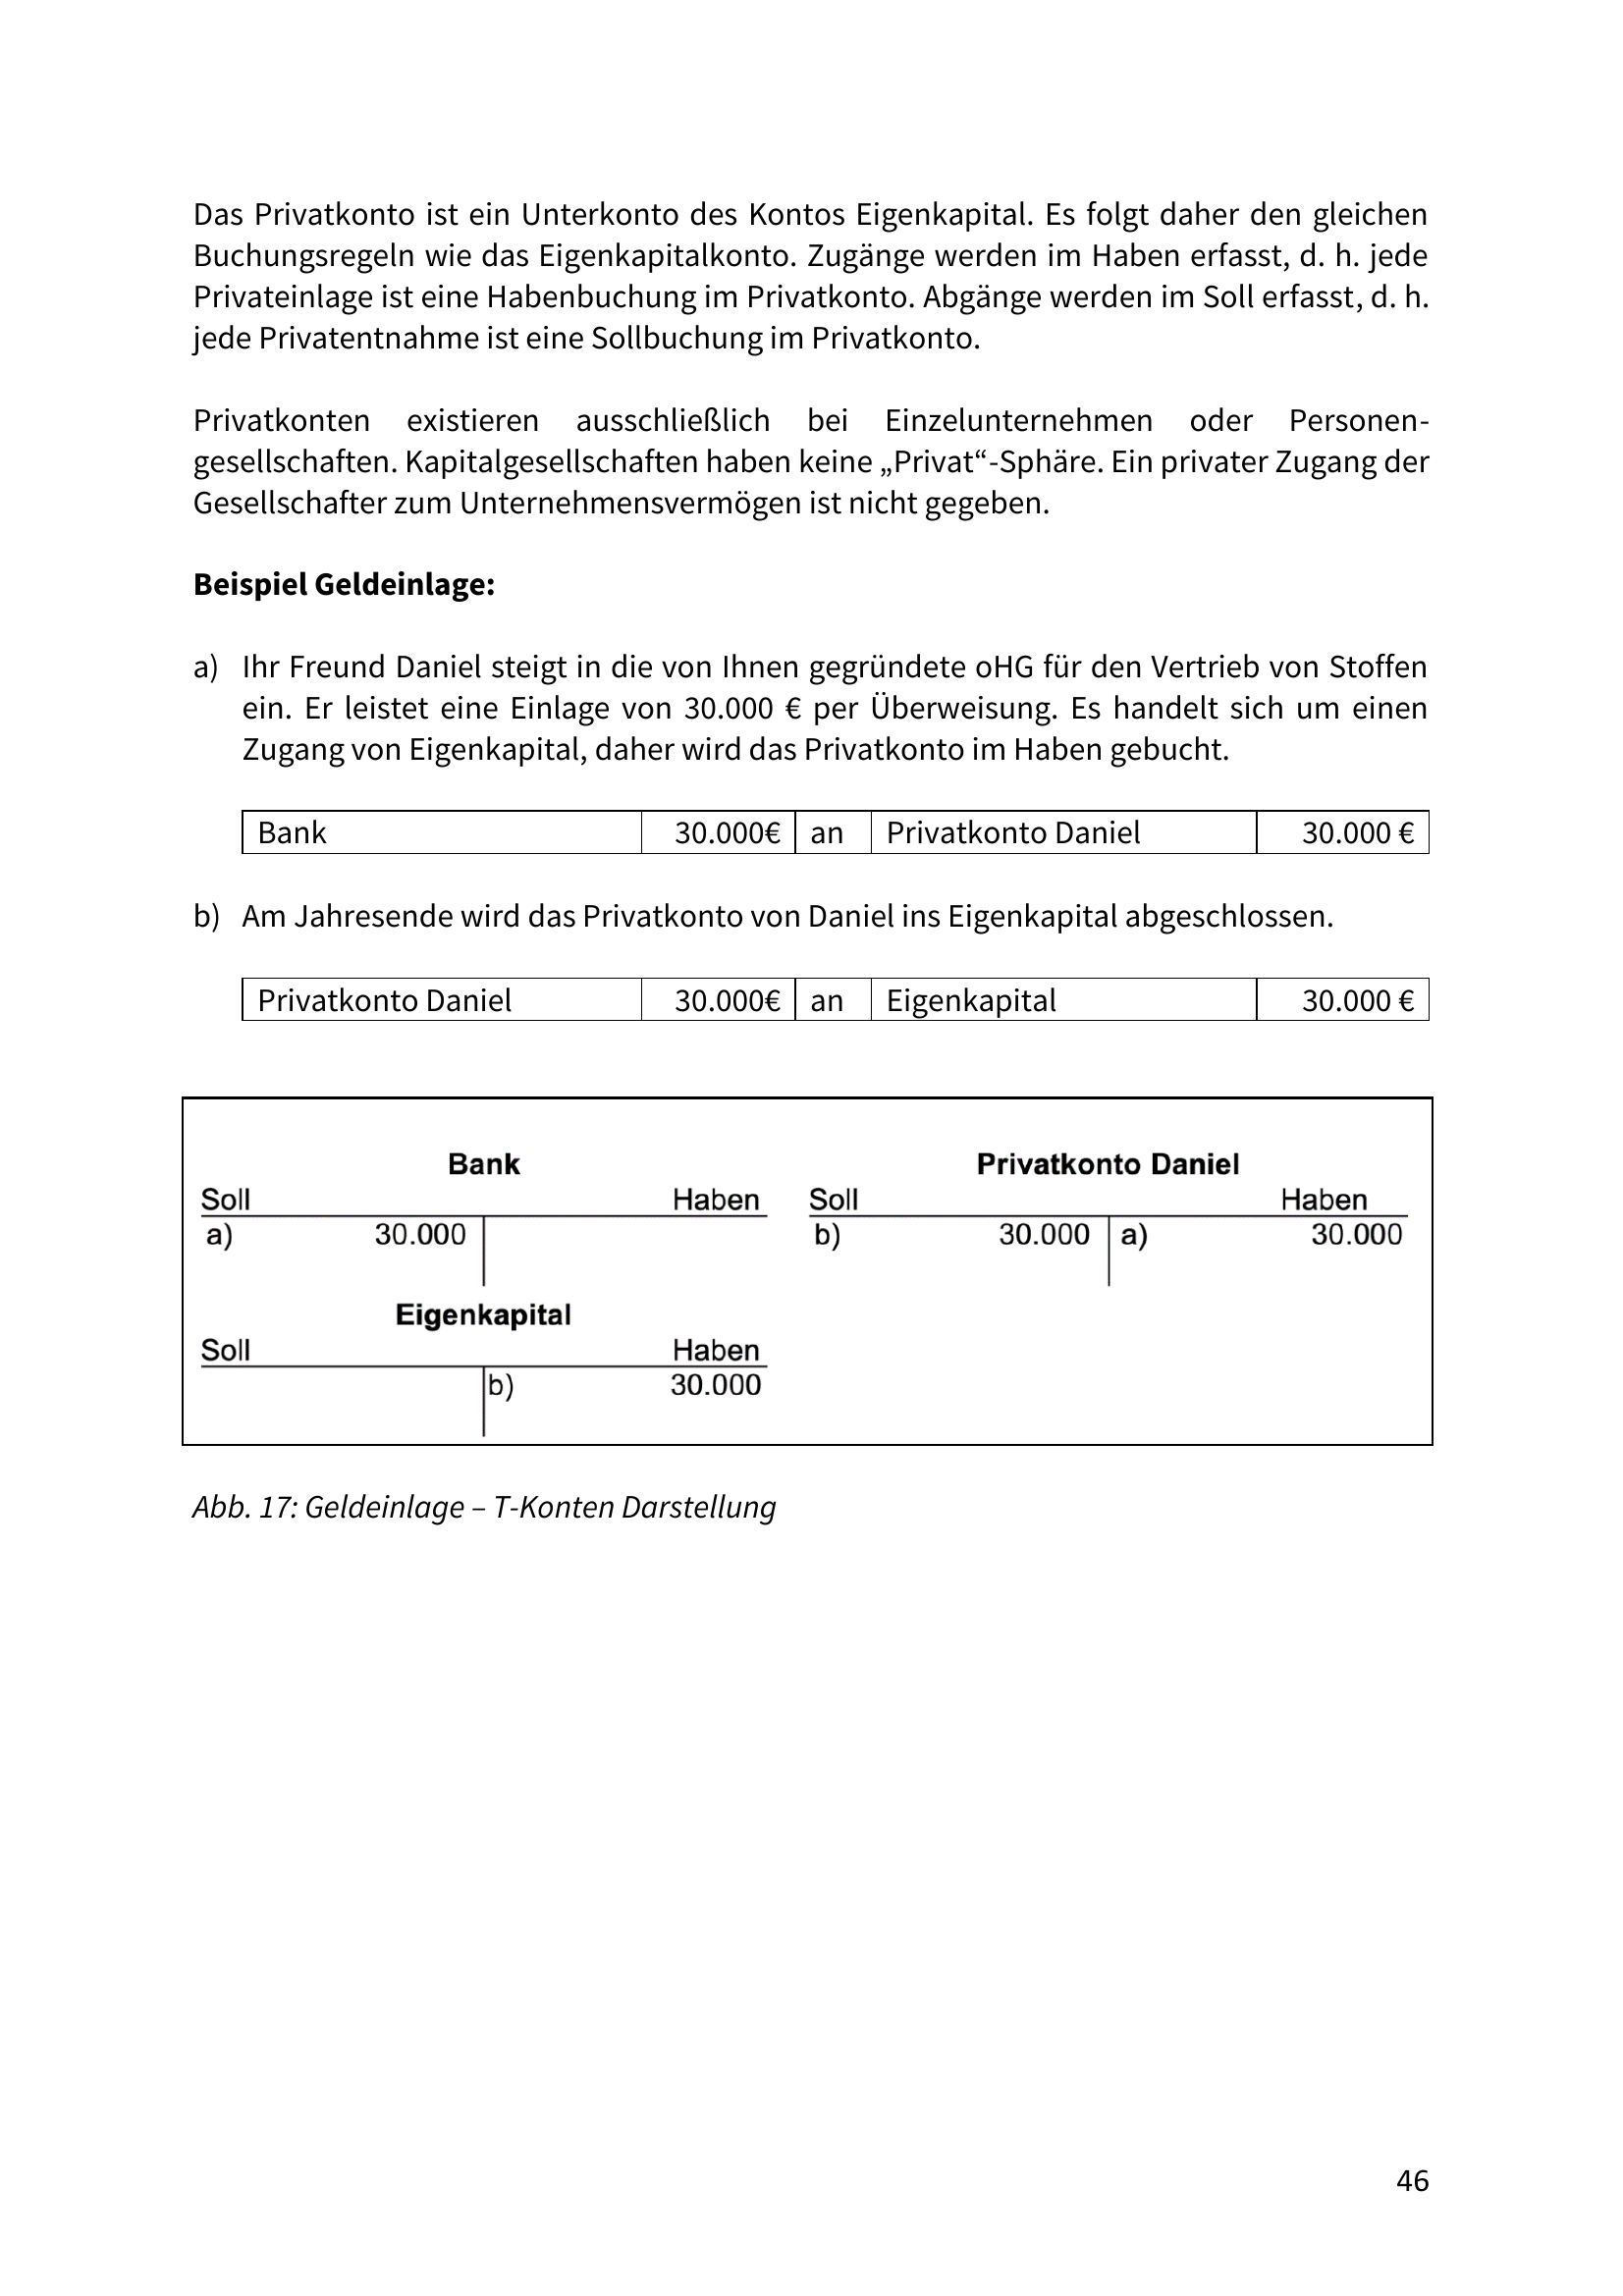 Das Privatkonto ist ein Unterkonto des Kontos Eigenkapital. Es folgt daher den gleichen
Buchungsregeln wie das Eigenkapitalkonto. Zugänge werden im Haben erfasst, d. h. jede
Privateinlage ist eine Habenbuchung im Privatkonto. Abgänge werden im Soll erfasst, d. h.
jede Privatentnahme ist eine Sollbuchung im Privatkonto.
Privatkonten existieren ausschließlich bei Einzelunternehmen oder Personen-
gesellschaften. Kapitalgesellschaften haben keine „Privat“-Sphäre. Ein privater Zugang der
Gesellschafter zum Unternehmensvermögen ist nicht gegeben.
Beispiel Geldeinlage:
a) Ihr Freund Daniel steigt in die von Ihnen gegründete oHG für den Vertrieb von Stoffen
ein. Er leistet eine Einlage von 30.000 € per Überweisung. Es handelt sich um einen
Zugang von Eigenkapital, daher wird das Privatkonto im Haben gebucht.
Bank 30.000€ an Privatkonto Daniel 30.000 €
b) Am Jahresende wird das Privatkonto von Daniel ins Eigenkapital abgeschlossen.
Privatkonto Daniel 30.000€ an Eigenkapital 30.000 €
Bank
Soll Haben
a) 30.000
Privatkonto Daniel
Soll Haben
b) 30.000 a) 30.000
Eigenkapital
Soll Haben
b) 30.000
Abb. 17: Geldeinlage – T-Konten Darstellung
46